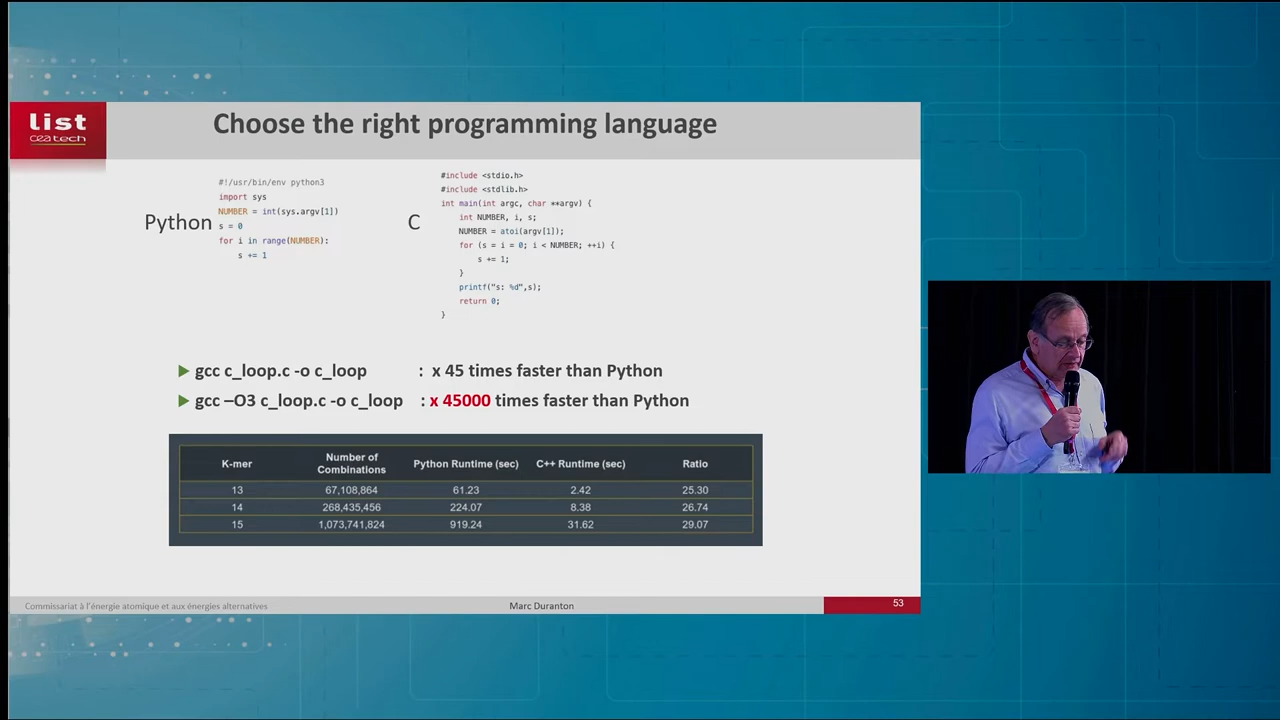 list
ceatech
Choose the right programming language
Python
#!/usr/bin/env python3
import sys
NUMBER = int(sys.argv[1])
s = 0
for i in range(NUMBER):
s += 1
C
#include <stdio.h>
#include <stdlib.h>
int main(int argc, char **argv) {
int NUMBER, i, s;
NUMBER = atoi(argv[1]);
for (s = i = 0; i < NUMBER; ++i) {
s += 1;
}
printf("s: %d",s);
return 0;
}
gcc c_loop.c -o c_loop : x 45 times faster than Python
gcc –O3 c_loop.c -o c_loop : x 45000 times faster than Python
K-mer Number of Combinations Python Runtime (sec) C++ Runtime (sec) Ratio
13 67,108,864 61.23 2.42 25.30
14 268,435,456 224.07 8.38 26.74
15 1,073,741,824 919.24 31.62 29.07
Commissariat à l'énergie atomique et aux énergies alternatives Marc Duranton 53